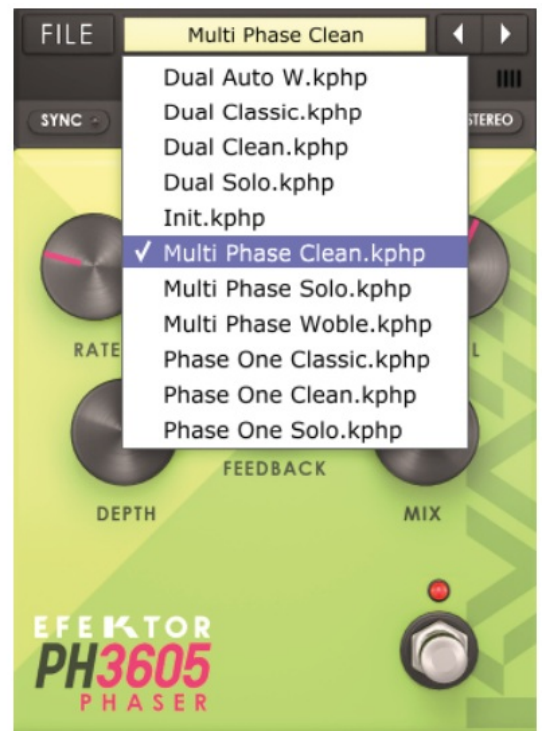 FILE
Multi Phase Clean
SYNC
STEREO
Dual Auto W.kphp
Dual Classic.kphp
Dual Clean.kphp
Dual Solo.kphp
Init.kphp
✓ Multi Phase Clean.kphp
Multi Phase Solo.kphp
Multi Phase Woble.kphp
Phase One Classic.kphp
Phase One Clean.kphp
Phase One Solo.kphp
RATE
L
FEEDBACK
DEPTH
MIX
EFEKTOR
PH3605
PHASER